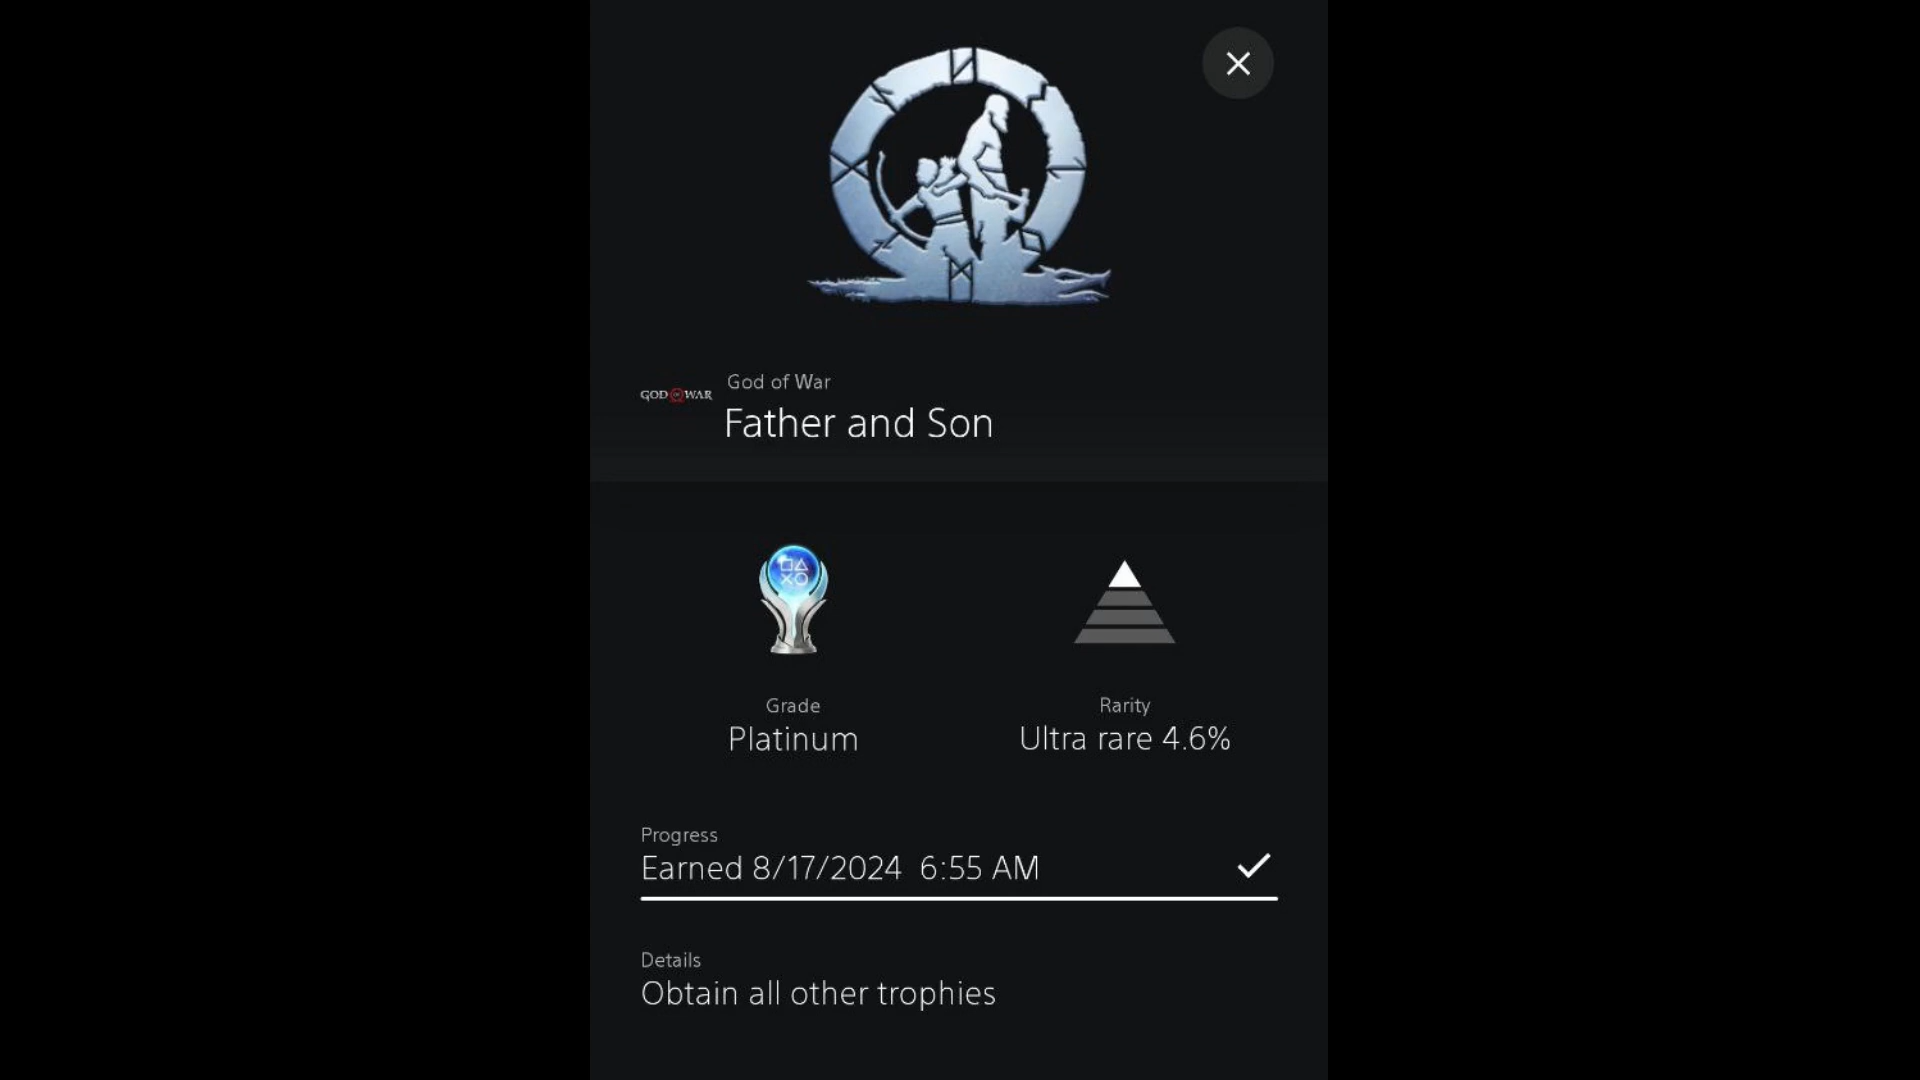 God of War
GOD OF WAR
Father and Son
Grade
Platinum
Rarity
Ultra rare 4.6%
Progress
Earned 8/17/2024 6:55 AM
Details
Obtain all other trophies